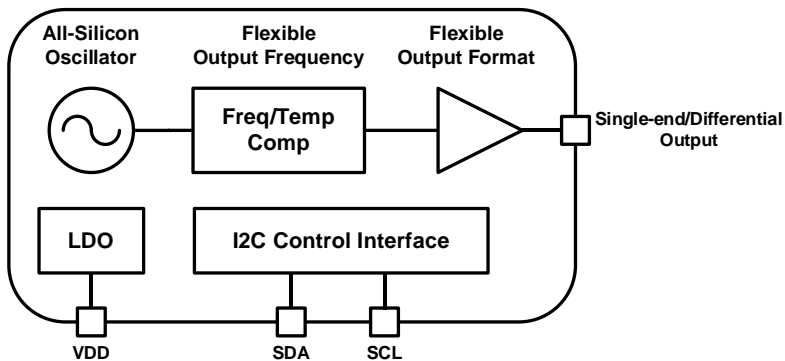 All-Silicon
Oscillator
Flexible
Output Frequency
Flexible
Output Format
Freq/Temp
Comp
Single-end/Differential
Output
LDO
I2C Control Interface
VDD
SDA
SCL